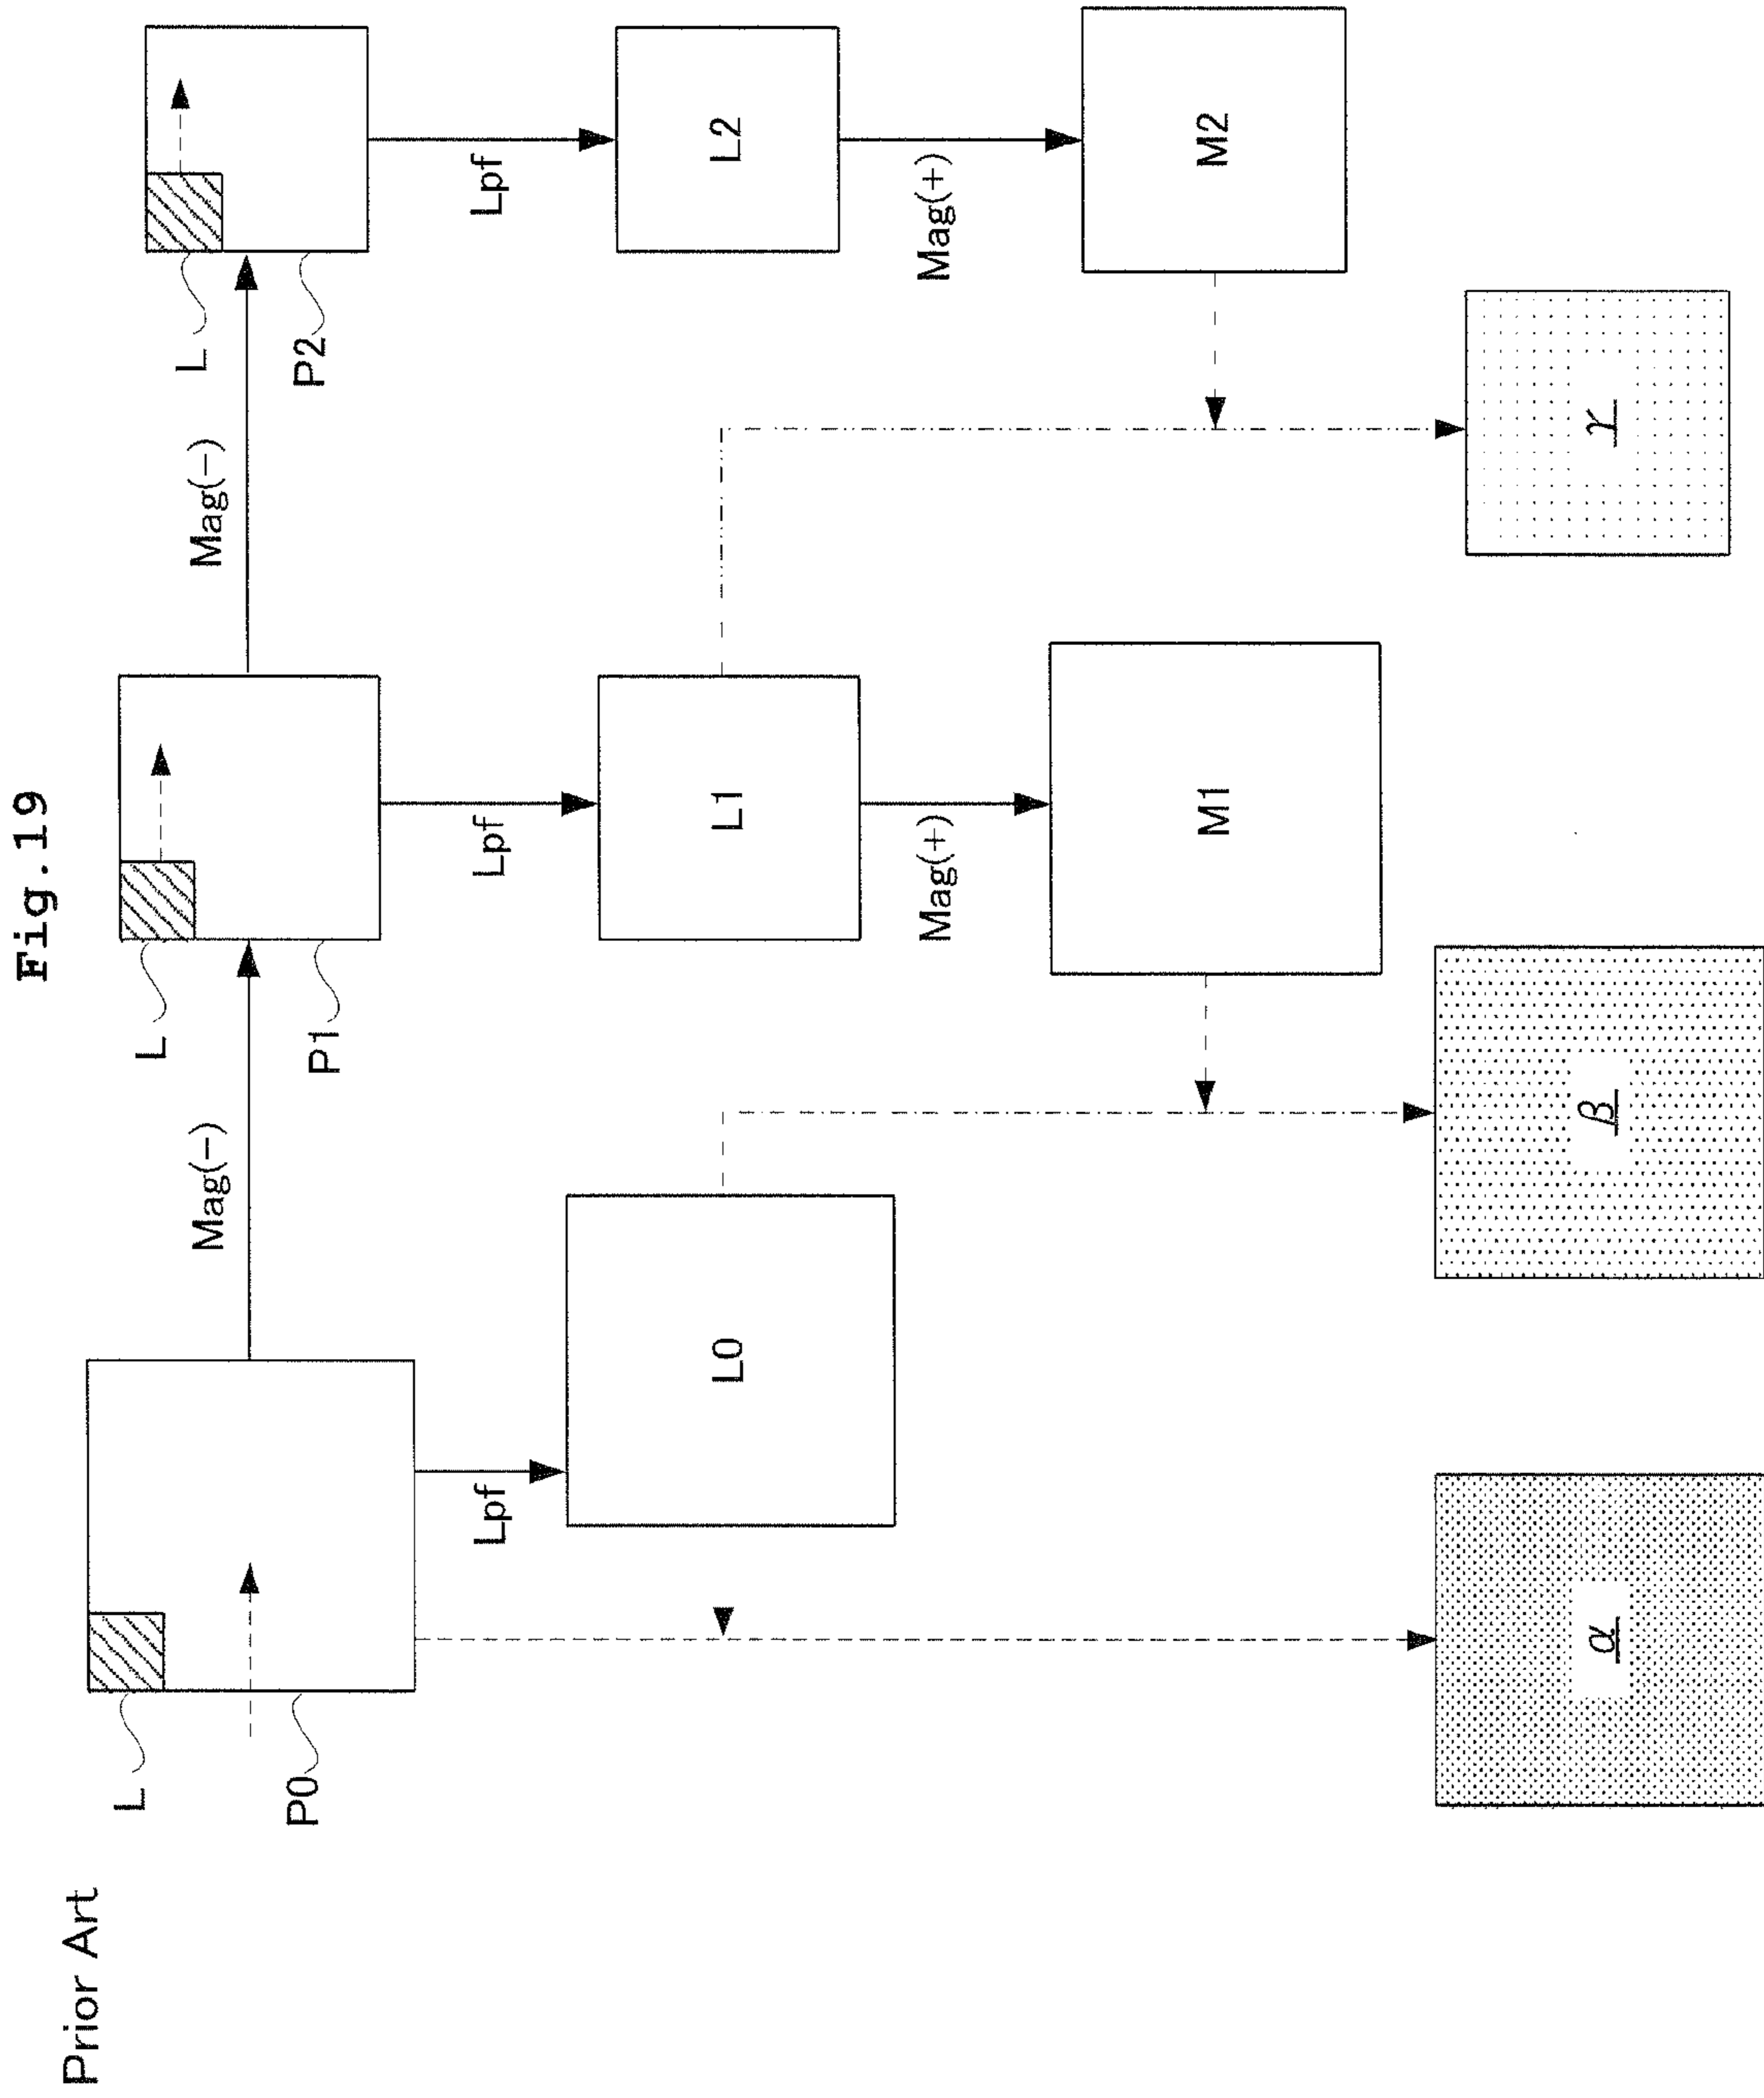 Fig.19
Prior Art
L
L
L
Mag(−)
Mag(−)
P0
P1
P2
Lpf
Lpf
Lpf
L0
L1
L2
Mag(+)
Mag(+)
M1
M2
α
β
γ